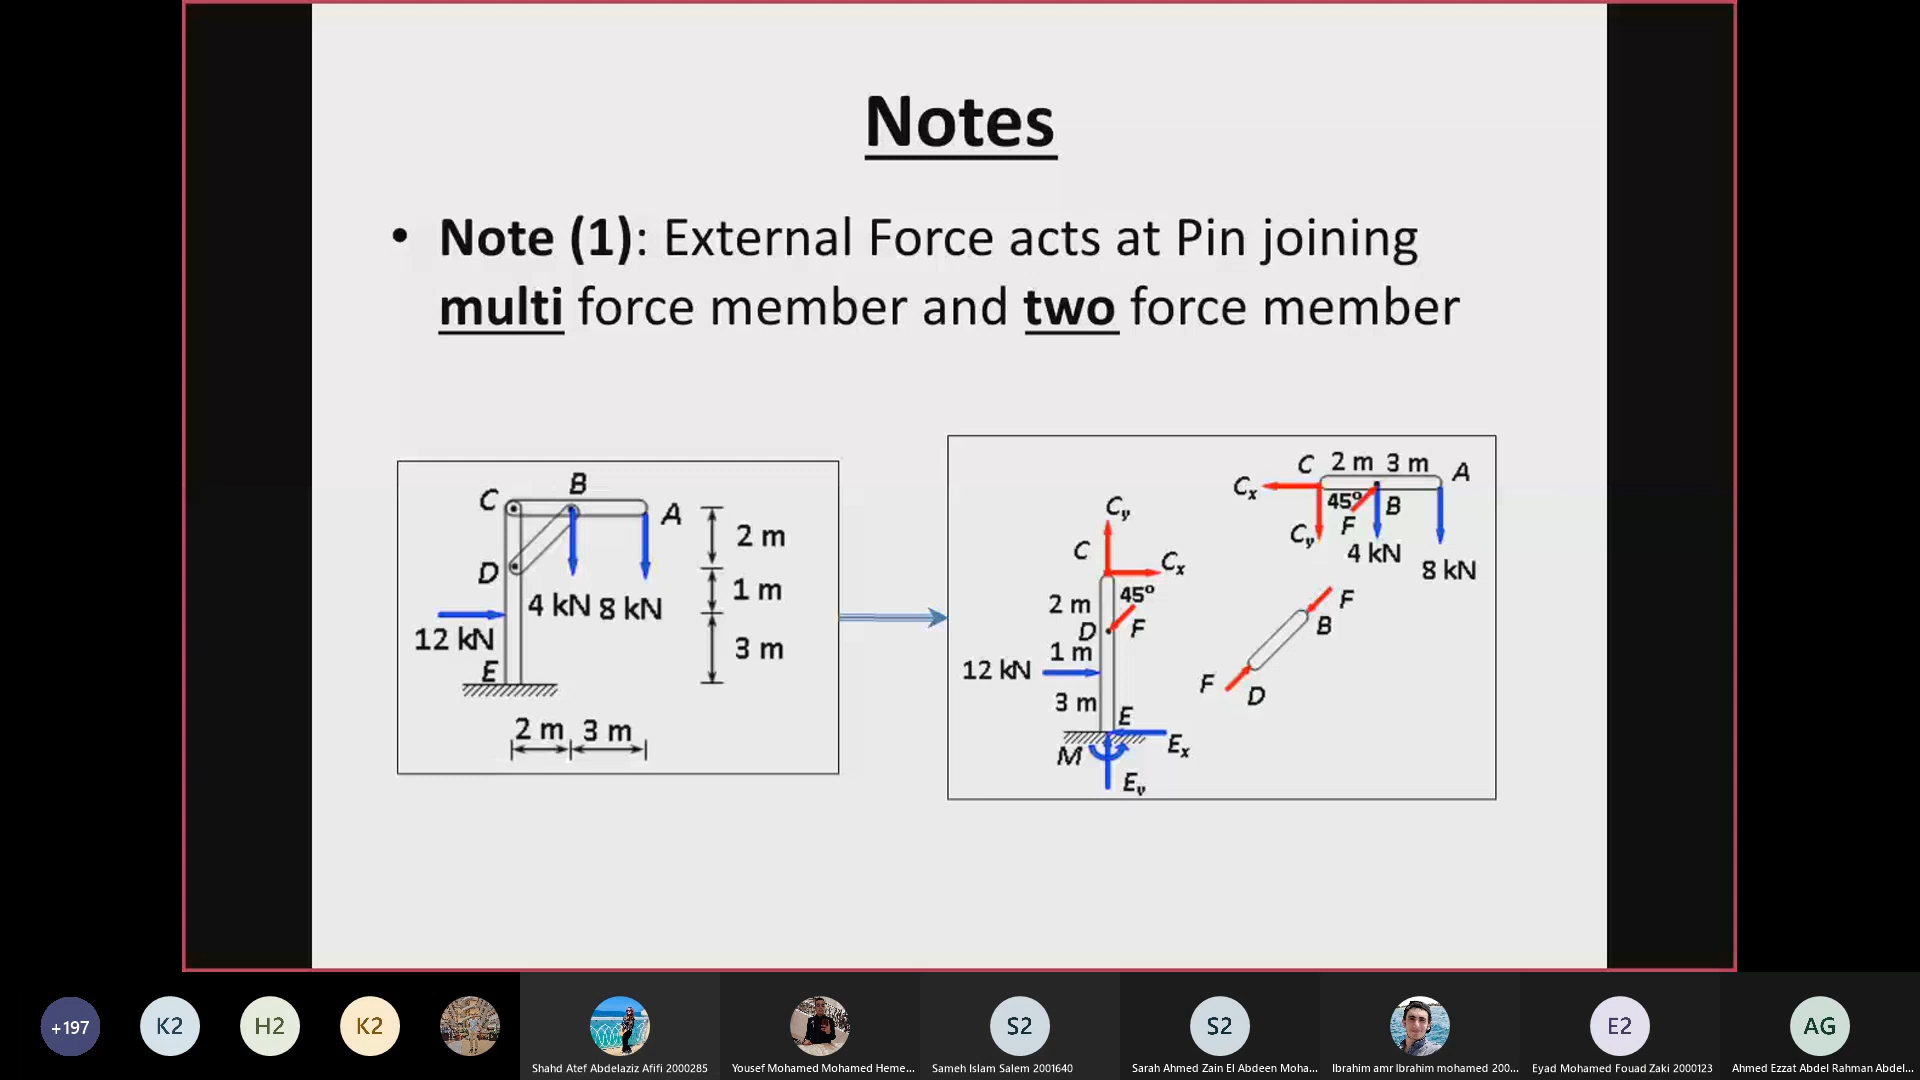 Notes
• Note (1): External Force acts at Pin joining
multi force member and two force member
C
B
A
D
2 m
1 m
3 m
4 kN 8 kN
12 kN
E
2 m 3 m
Cy
C
Cx
2 m
45º
D
F
1 m
12 kN
3 m
E
M
Ex
Ey
C 2 m 3 m A
Cx
45º
B
Cy
F
4 kN
8 kN
F
B
F
D
+197
K2
H2
K2
Shahd Atef Abdelaziz Afifi 2000285
Yousef Mohamed Mohamed Heme...
S2
Sameh Islam Salem 2001640
S2
Sarah Ahmed Zain El Abdeen Moha...
Ibrahim amr Ibrahim mohamed 200...
E2
Eyad Mohamed Fouad Zaki 2000123
AG
Ahmed Ezzat Abdel Rahman Abdel...